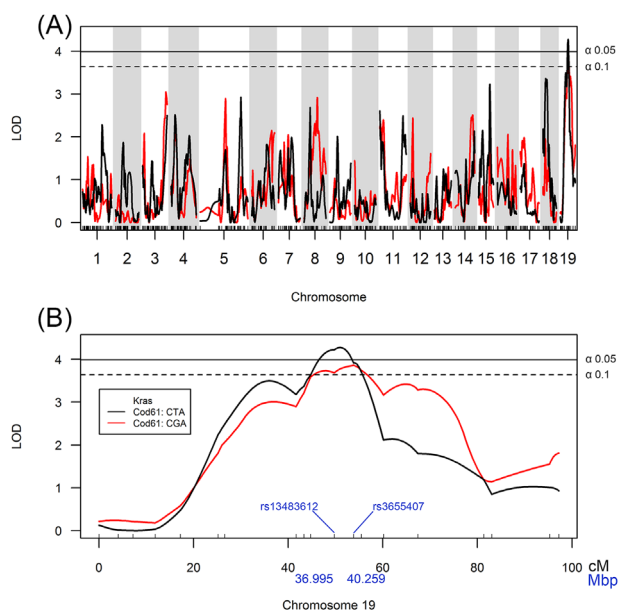 (A)
4
3
2
1
0
LOD
α 0.05
α 0.1
1 2 3 4 5 6 7 8 9 10 11 12 13 14 15 16 17 18 19
Chromosome
(B)
4
3
2
1
0
LOD
α 0.05
α 0.1
Kras
Cod61: CTA
Cod61: CGA
rs13483612
rs3655407
0 20 40 60 80 100 cM
36.995 40.259 Mbp
Chromosome 19